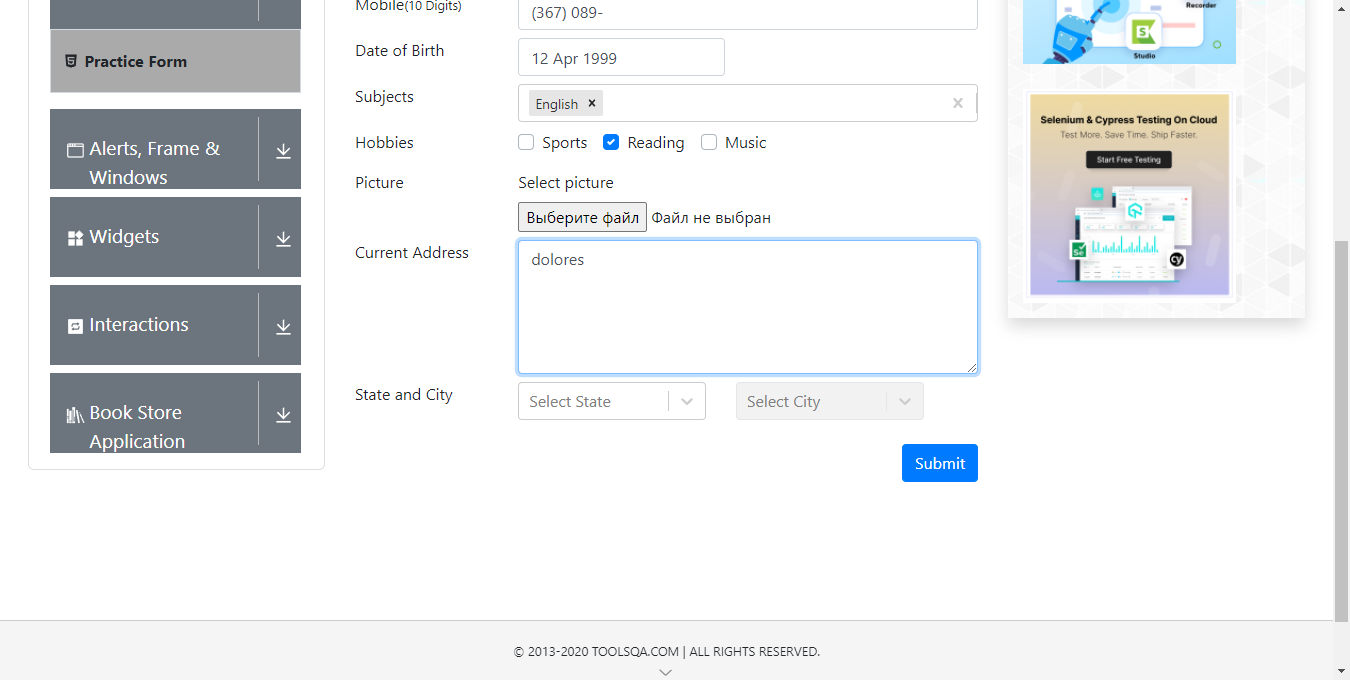 Mobile(10 Digits)
(367) 089-
Date of Birth
12 Apr 1999
Subjects
English ×
Hobbies
Sports
Reading
Music
Picture
Select picture
Выберите файл Файл не выбран
Current Address
dolores
State and City
Select State
Select City
Submit
Practice Form
Alerts, Frame &
Windows
Widgets
Interactions
Book Store
Application
Recorder
Studio
Selenium & Cypress Testing On Cloud
Test More. Save Time. Ship Faster.
Start Free Testing
Se
cy
© 2013-2020 TOOLSQA.COM | ALL RIGHTS RESERVED.